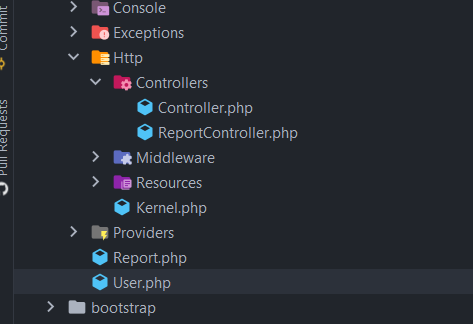 Console
Exceptions
Http
Controllers
Controller.php
ReportController.php
Middleware
Resources
Kernel.php
Providers
Report.php
User.php
bootstrap
Commit
Pull Requests